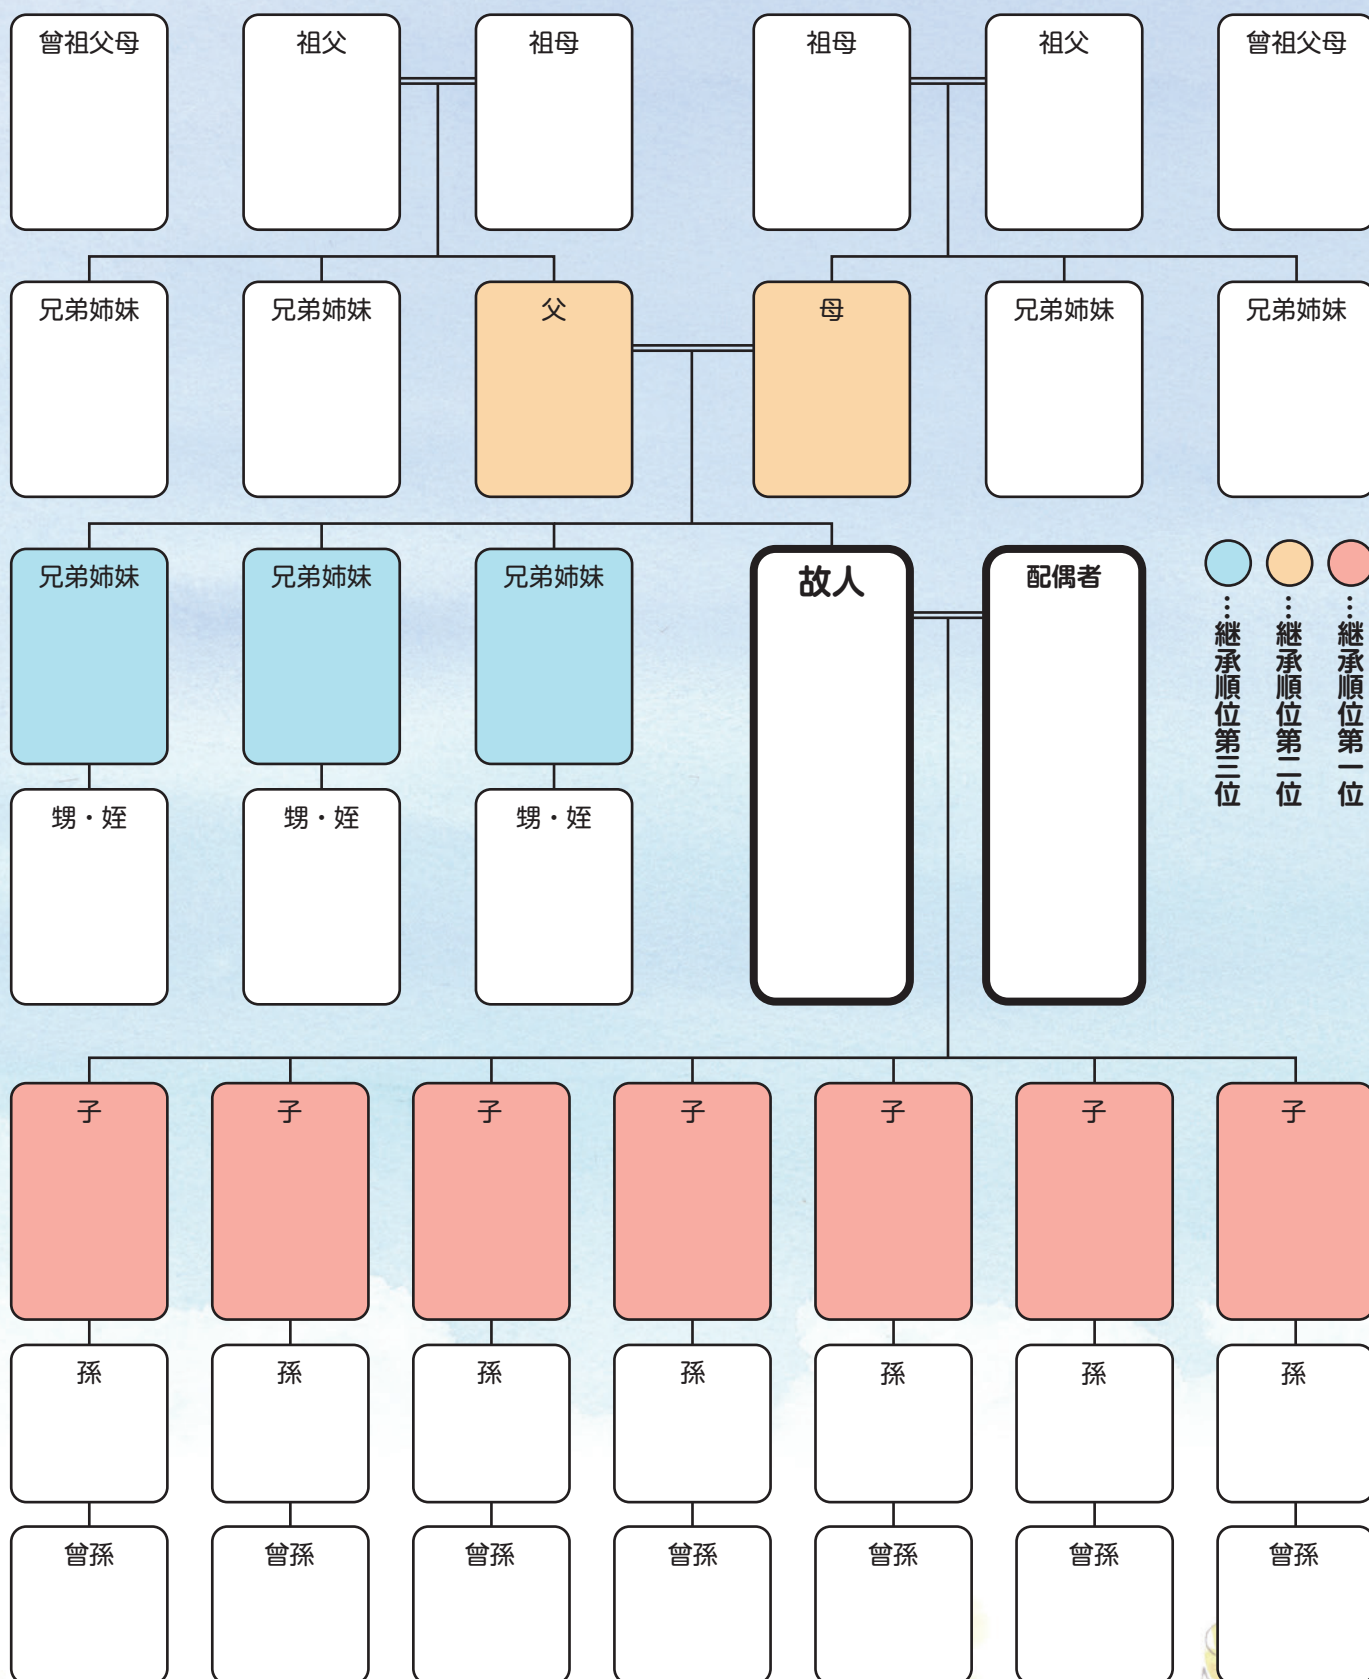 曾祖父母
祖父
祖母
祖母
祖父
曾祖父母
兄弟姉妹
兄弟姉妹
父
母
兄弟姉妹
兄弟姉妹
兄弟姉妹
兄弟姉妹
兄弟姉妹
故人
配偶者
…継承順位第一位
…継承順位第二位
…継承順位第三位
甥・姪
甥・姪
甥・姪
子
子
子
子
子
子
子
孫
孫
孫
孫
孫
孫
孫
曾孫
曾孫
曾孫
曾孫
曾孫
曾孫
曾孫